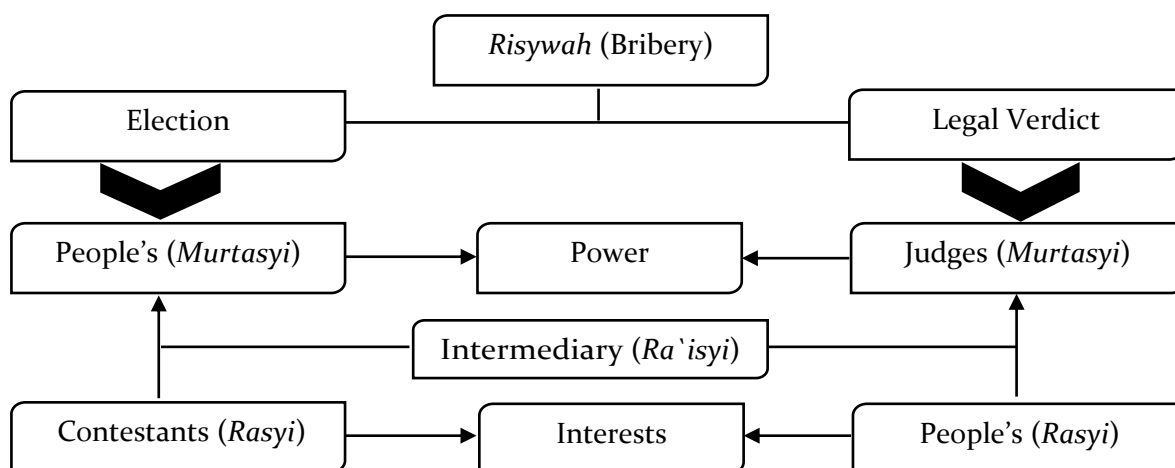 Risywah (Bribery)
Election
Legal Verdict
People's (Murtasyi)
Power
Judges (Murtasyi)
Intermediary (Ra`isyi)
Contestants (Rasyi)
Interests
People's (Rasyi)